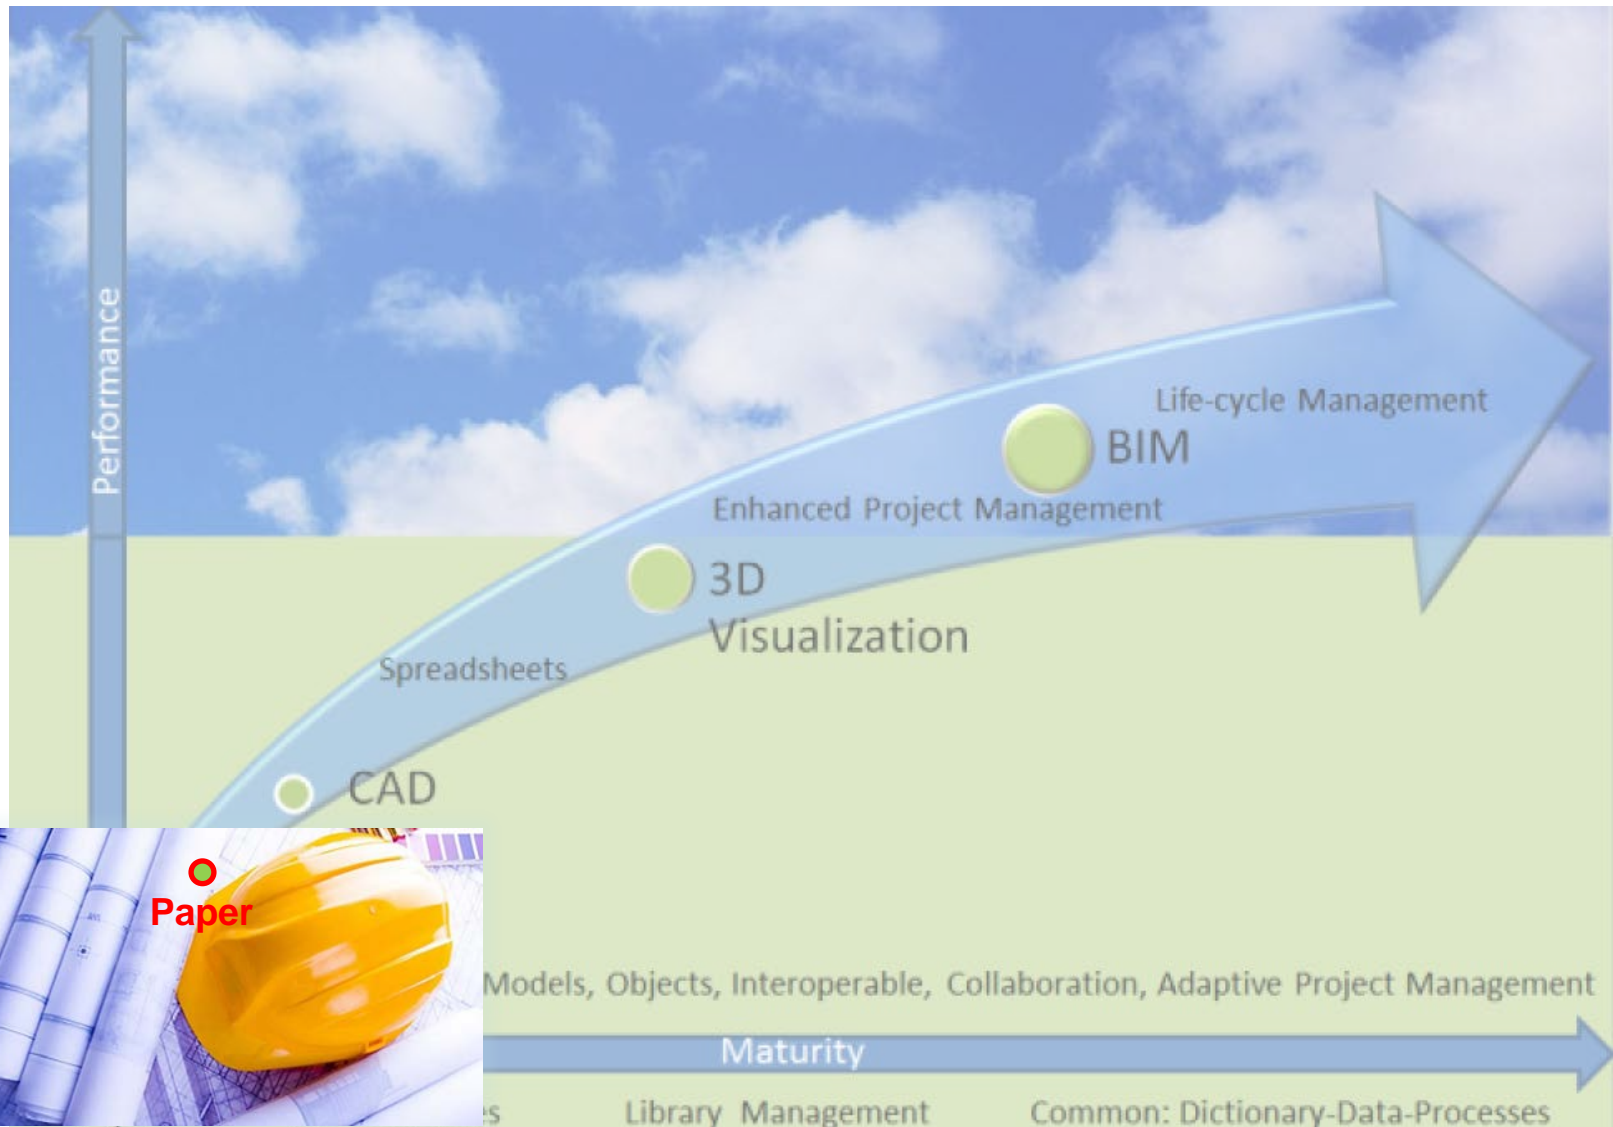 Performance
Life-cycle Management
BIM
Enhanced Project Management
3D
Visualization
Spreadsheets
CAD
Paper
Models, Objects, Interoperable, Collaboration, Adaptive Project Management
Maturity
Library Management
Common: Dictionary-Data-Processes